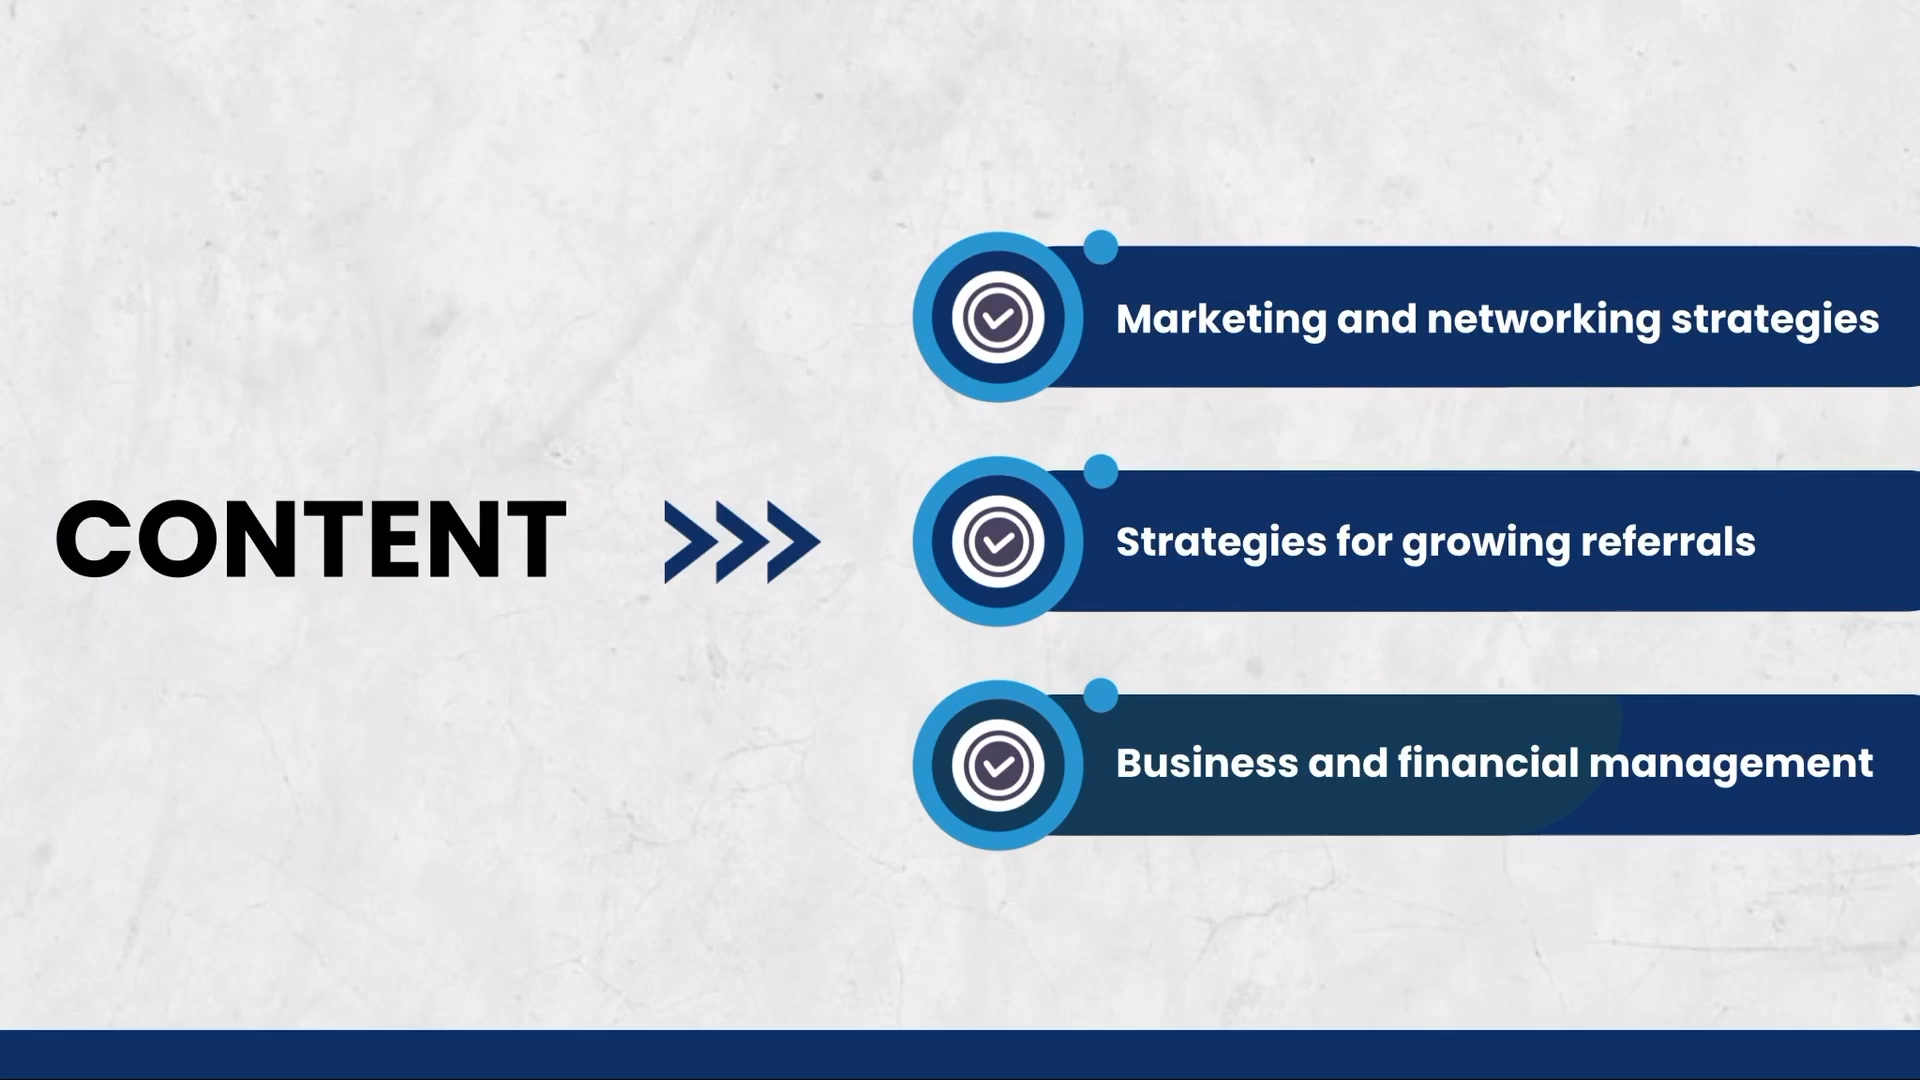 CONTENT
Marketing and networking strategies
Strategies for growing referrals
Business and financial management